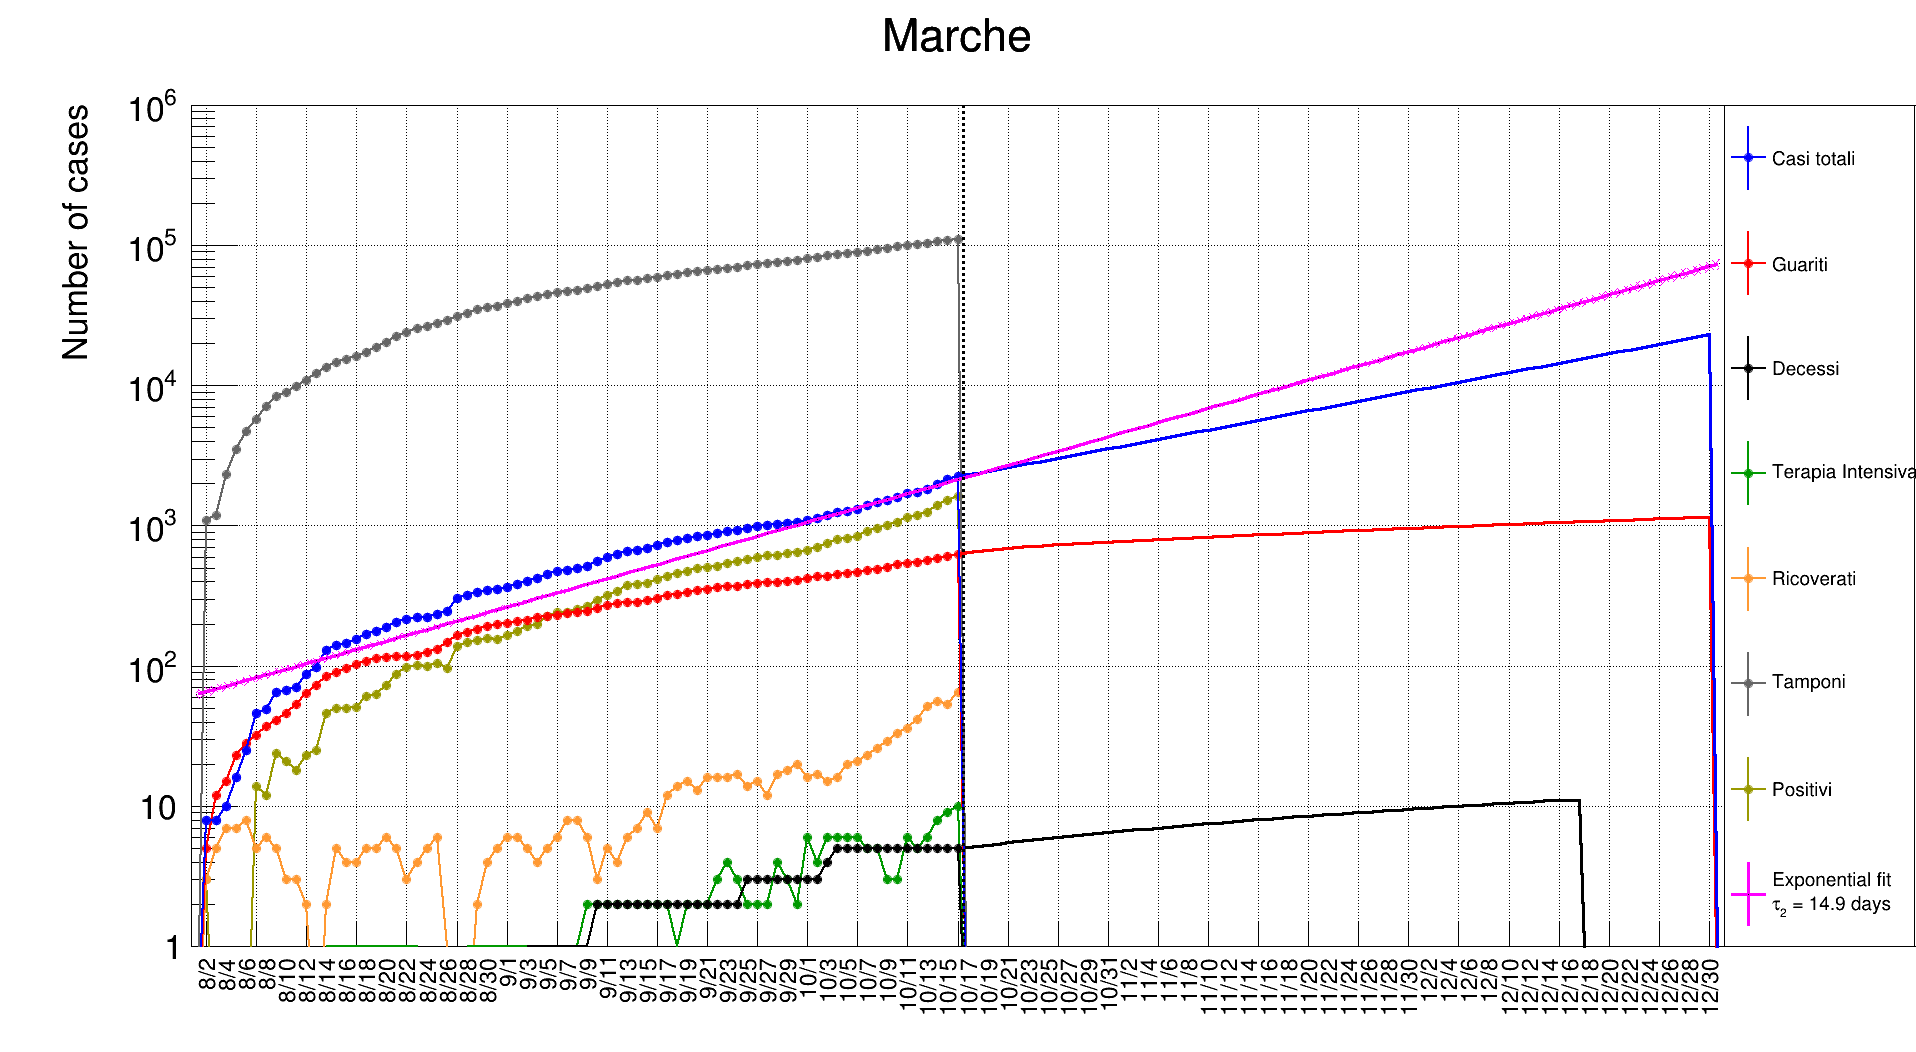 Marche
Number of cases
10^6
10^5
10^4
10^3
10^2
10
1
8/2 8/4 8/6 8/8 8/10 8/12 8/14 8/16 8/18 8/20 8/22 8/24 8/26 8/28 8/30 9/1 9/3 9/5 9/7 9/9 9/11 9/13 9/15 9/17 9/19 9/21 9/23 9/25 9/27 9/29 10/1 10/3 10/5 10/7 10/9 10/11 10/13 10/15 10/17 10/19 10/21 10/23 10/25 10/27 10/29 10/31 11/2 11/4 11/6 11/8 11/10 11/12 11/14 11/16 11/18 11/20 11/22 11/24 11/26 11/28 11/30 12/2 12/4 12/6 12/8 12/10 12/12 12/14 12/16 12/18 12/20 12/22 12/24 12/26 12/28 12/30
Casi totali
Guariti
Decessi
Terapia Intensiva
Ricoverati
Tamponi
Positivi
Exponential fit
τ₂ = 14.9 days